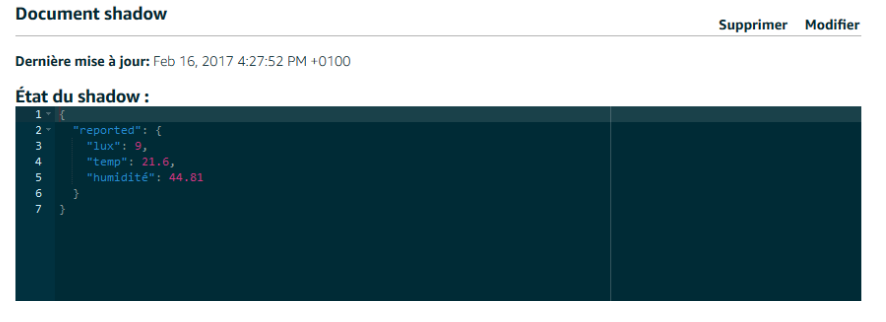 Document shadow
Supprimer Modifier
Dernière mise à jour: Feb 16, 2017 4:27:52 PM +0100
État du shadow :
1 {
2 "reported": {
3 "lux": 9,
4 "temp": 21.6,
5 "humidité": 44.81
6 }
7 }